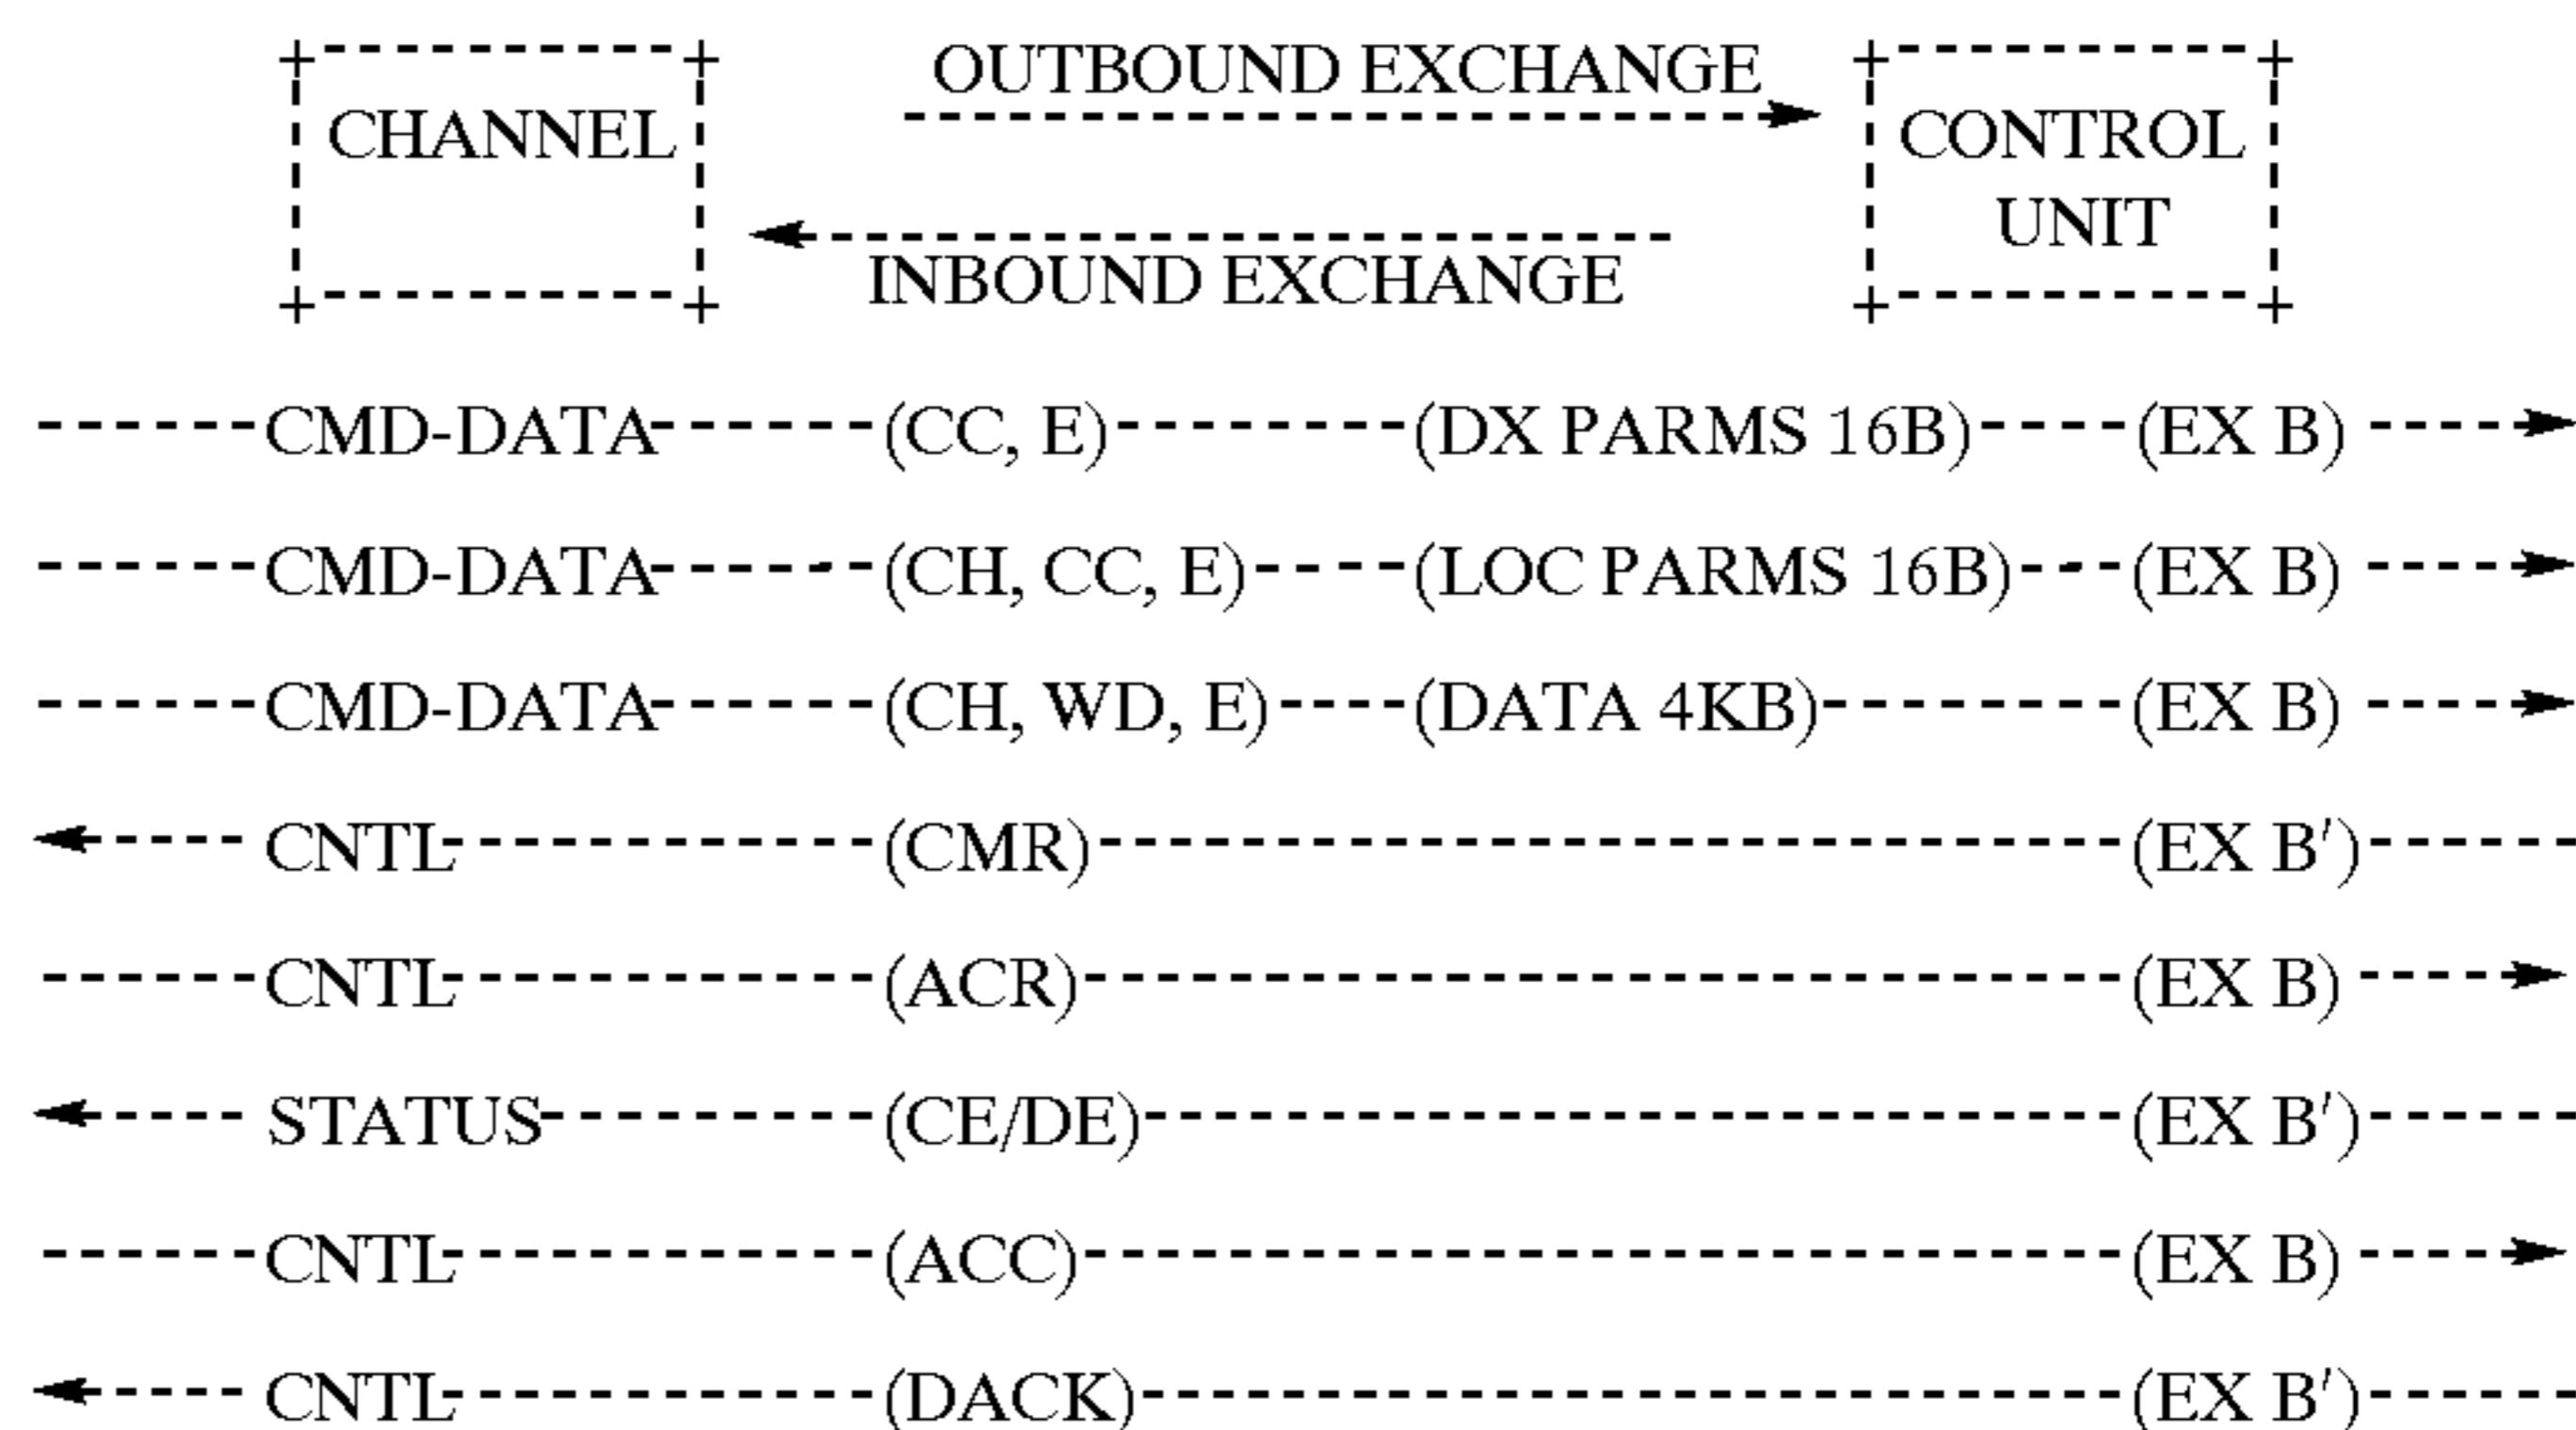 OUTBOUND EXCHANGE
CHANNEL
CONTROL
UNIT
INBOUND EXCHANGE
CMD-DATA (CC, E) (DX PARMS 16B) (EX B)
CMD-DATA (CH, CC, E) (LOC PARMS 16B) (EX B)
CMD-DATA (CH, WD, E) (DATA 4KB) (EX B)
CNTL (CMR) (EX B′)
CNTL (ACR) (EX B)
STATUS (CE/DE) (EX B′)
CNTL (ACC) (EX B)
CNTL (DACK) (EX B′)